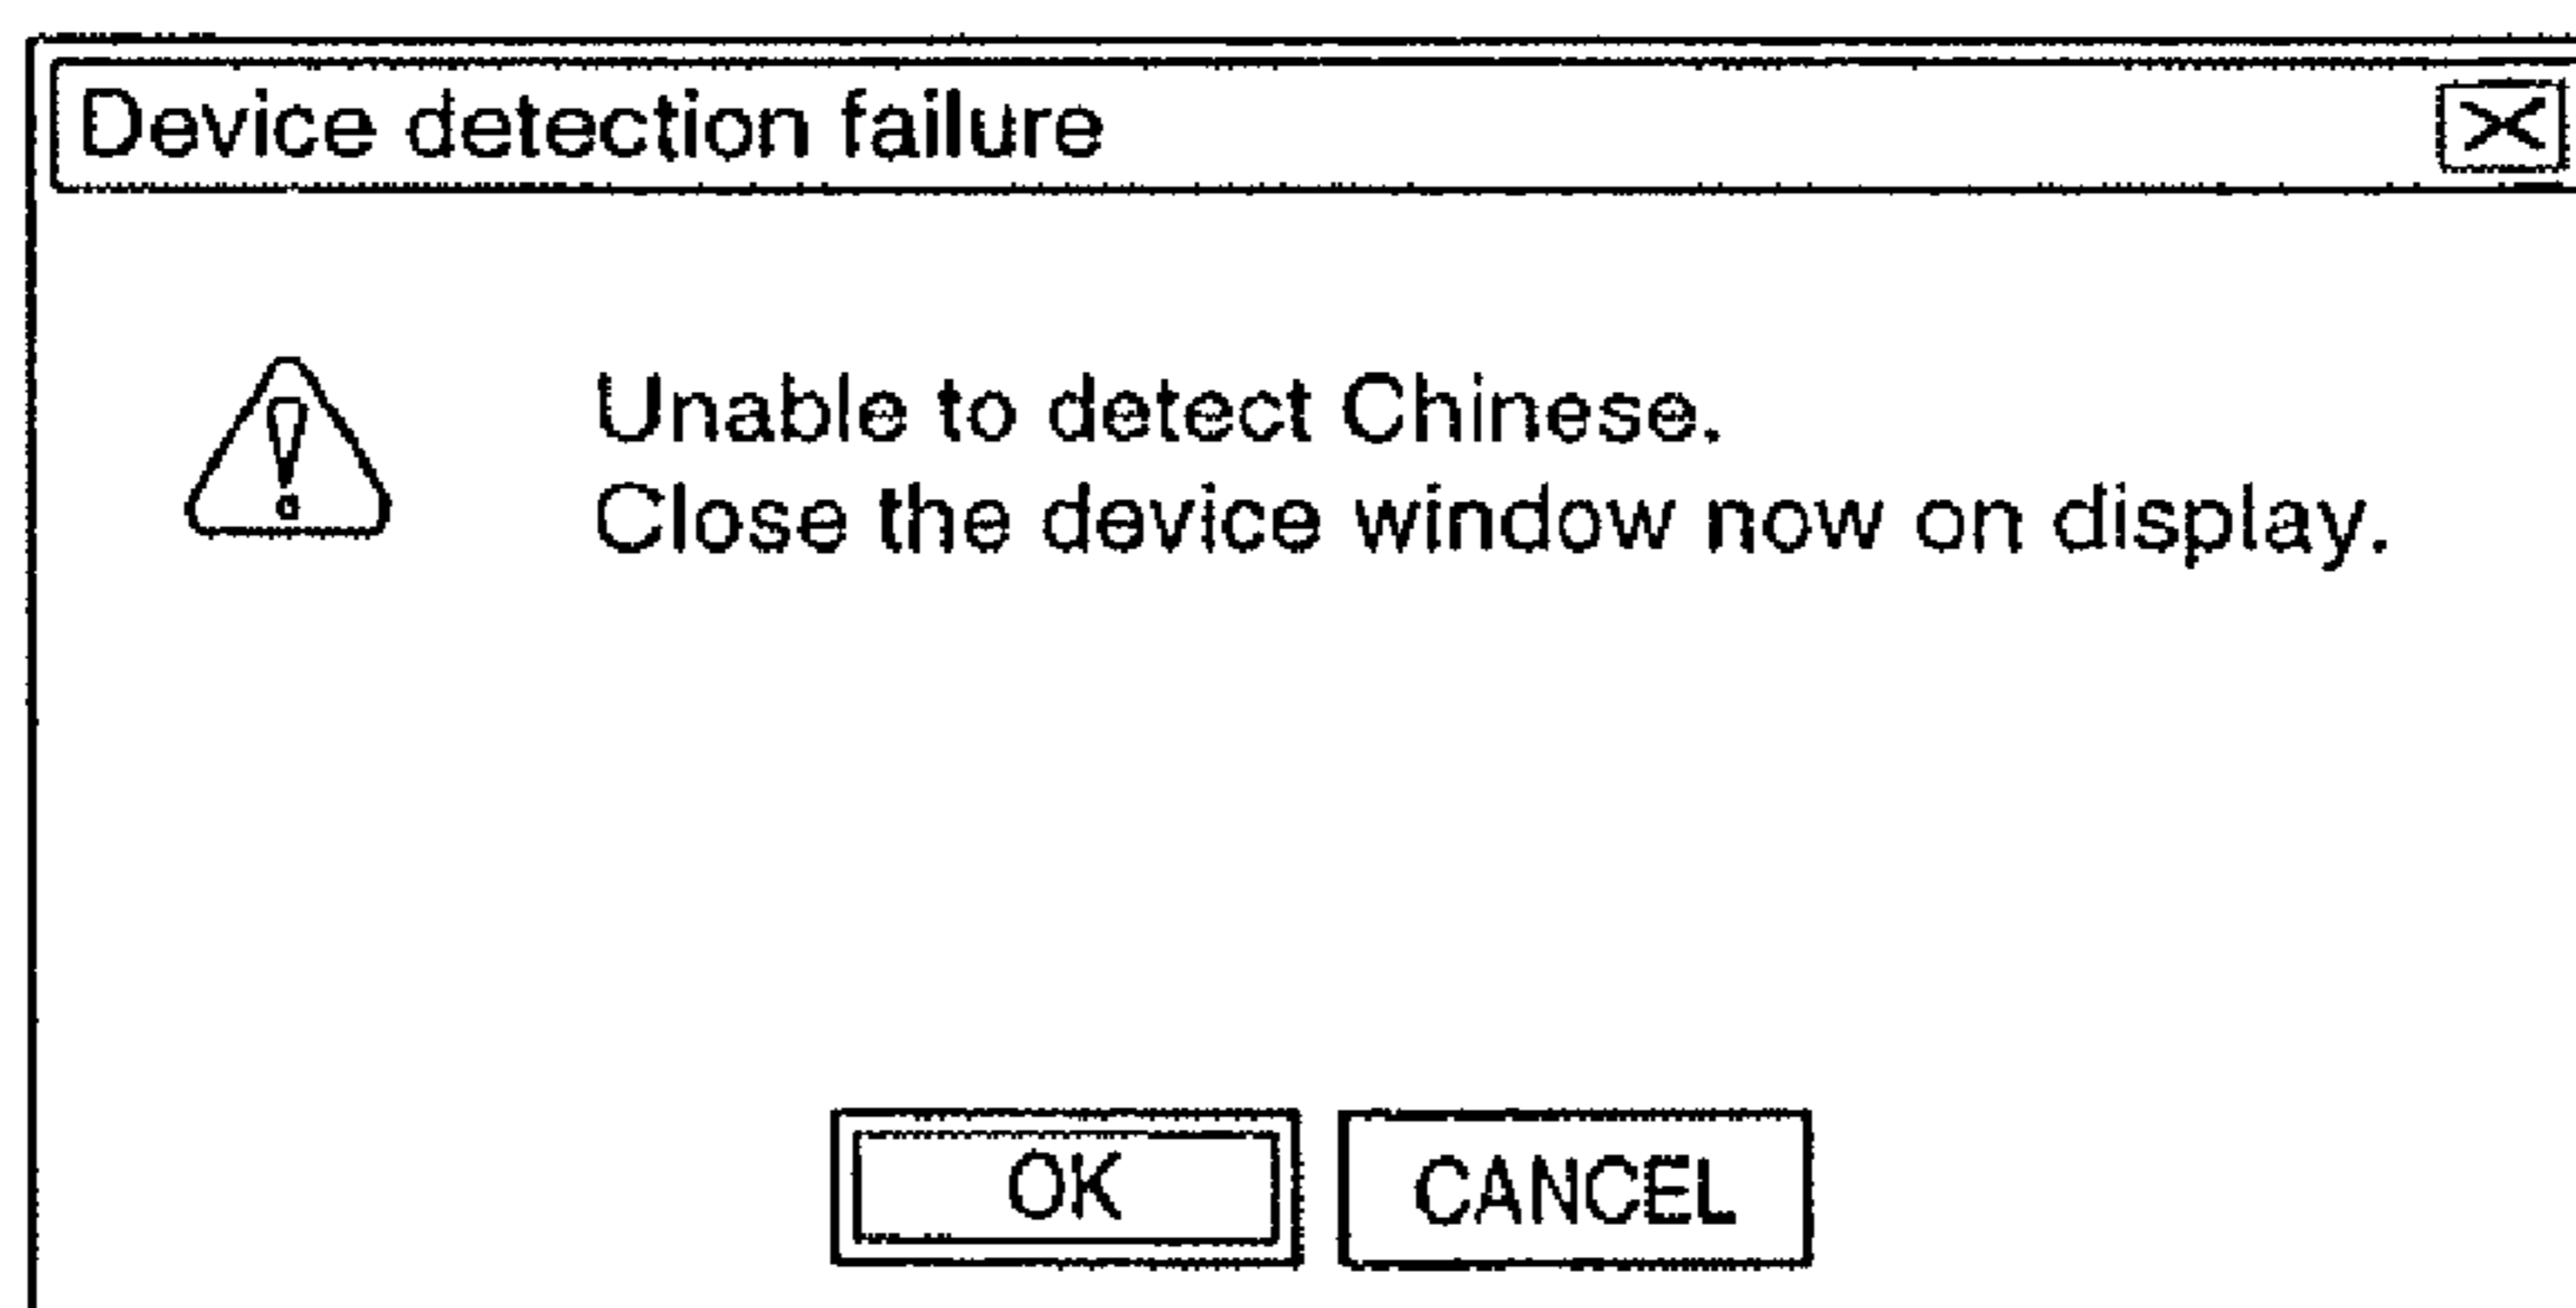 Device detection failure
Unable to detect Chinese.
Close the device window now on display.
OK
CANCEL